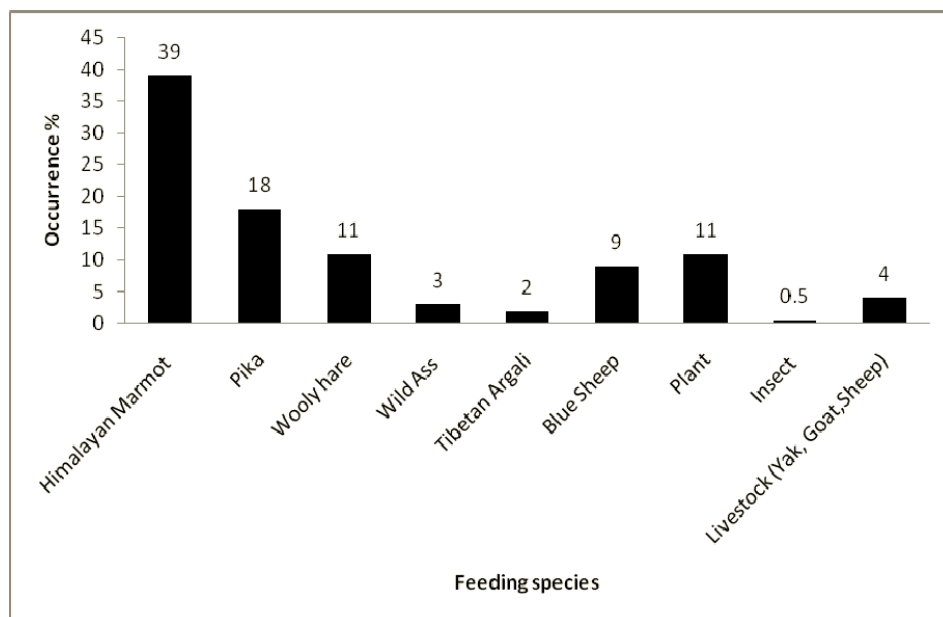 45
40
35
30
25
20
15
10
5
0
Occurrence %
39
18
11
3
2
9
11
0.5
4
Himalayan Marmot
Pika
Wooly hare
Wild Ass
Tibetan Argali
Blue Sheep
Plant
Insect
Livestock (Yak, Goat,Sheep)
Feeding species